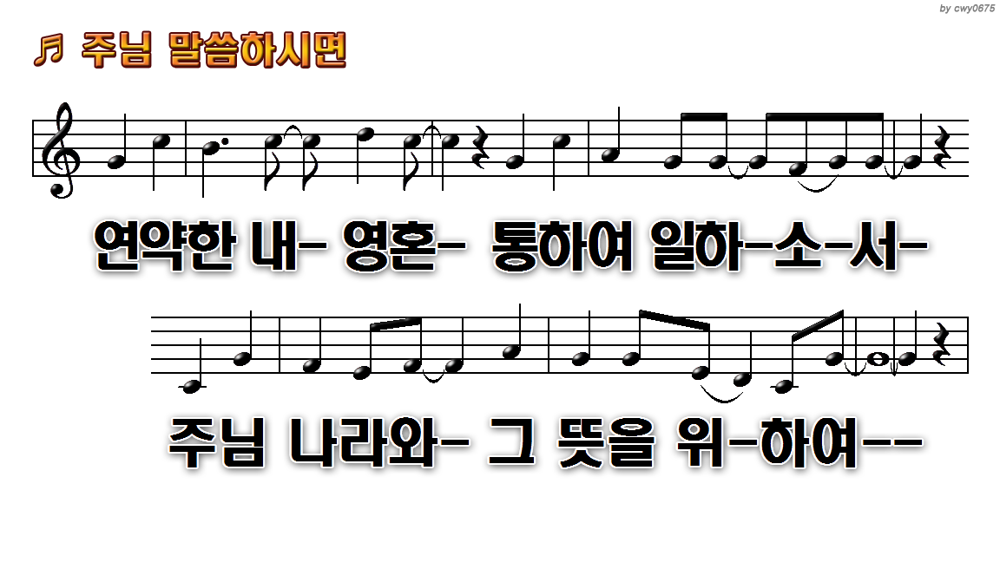 by cwy0675
주님 말씀하시면
연약한 내- 영혼- 통하여 일하-소-서-
주님 나라와- 그 뜻을 위-하여--